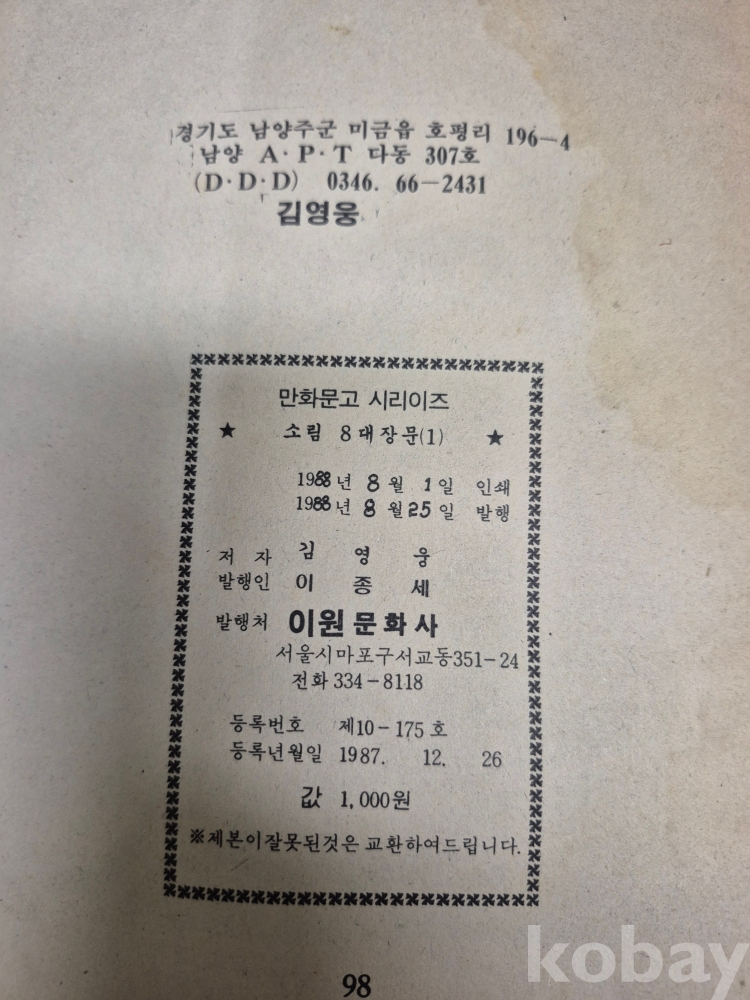 경기도 남양주군 미금읍 호평리 196-4
남양 A·P·T 다동 307호
(D·D·D) 0346. 66-2431
김영웅
만화문고 시리이즈
★ 소림 8대장문(1) ★
1988년 8월 1일 인쇄
1988년 8월 25일 발행
저자 김영웅
발행인 이종세
발행처 이원문화사
서울시마포구서교동351-24
전화 334-8118
등록번호 제10-175호
등록년월일 1987. 12. 26
값 1,000원
※제본이잘못된것은 교환하여드립니다.
98
kobay